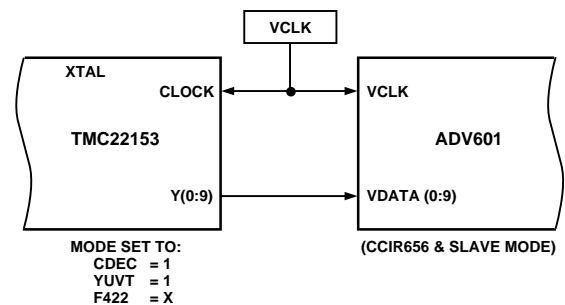 VCLK
XTAL
CLOCK
VCLK
TMC22153
ADV601
Y(0:9)
VDATA (0:9)
MODE SET TO:
CDEC = 1
YUVT = 1
F422 = X
(CCIR656 & SLAVE MODE)